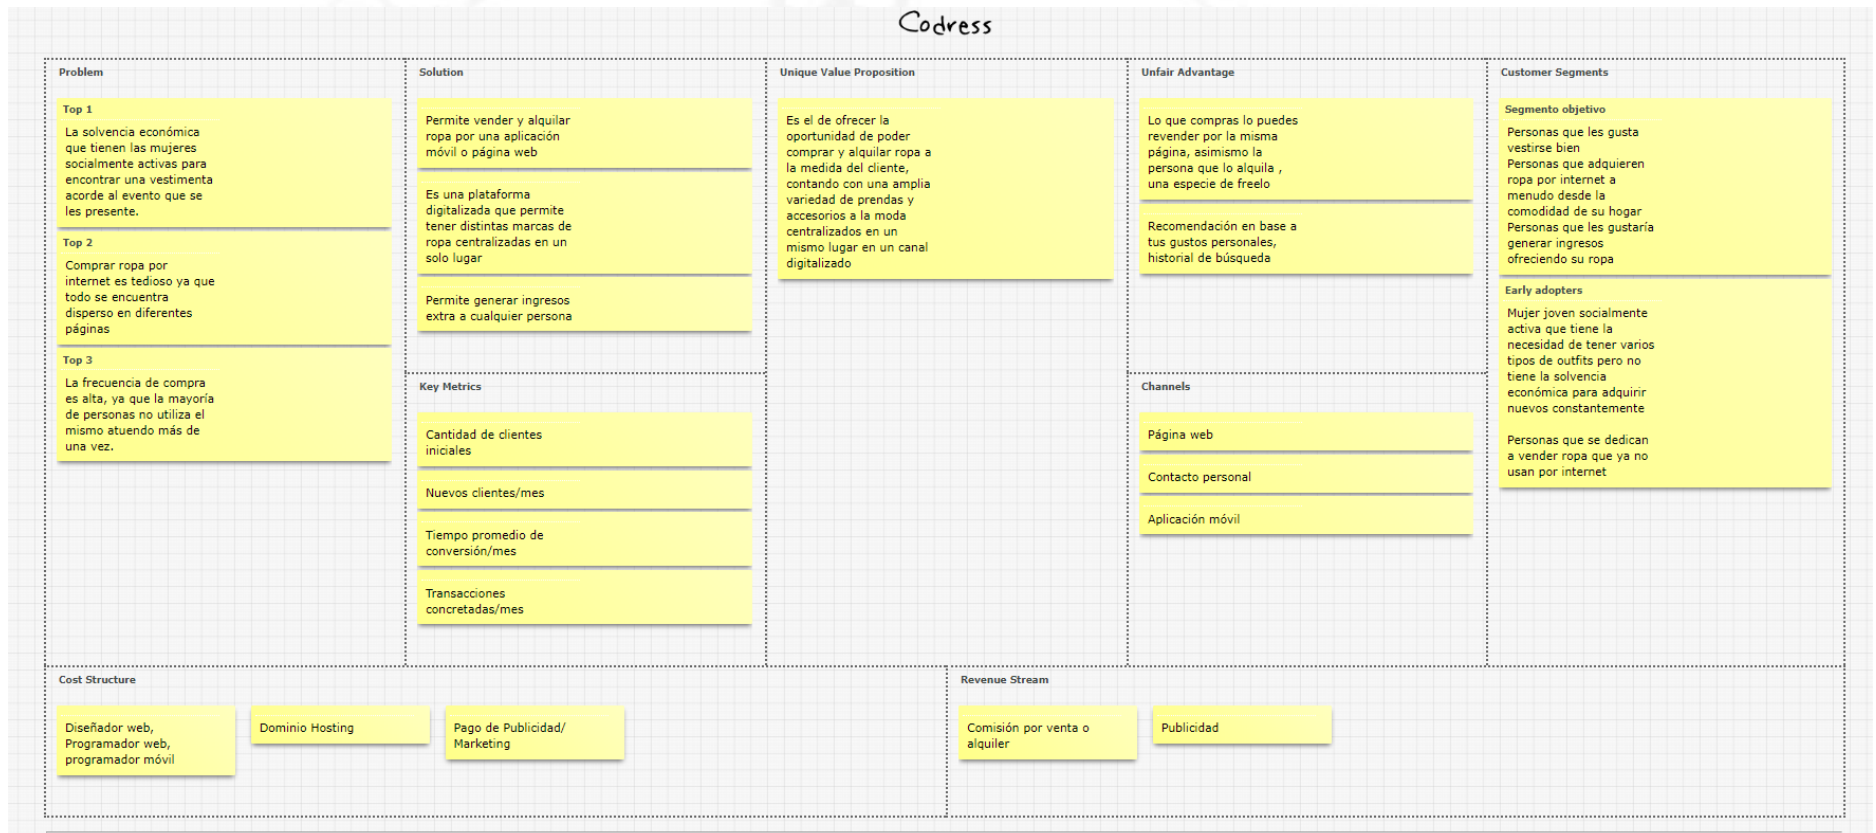 Codress
Problem
Top 1
La solvencia económica
que tienen las mujeres
socialmente activas para
encontrar una vestimenta
acorde al evento que se
les presente.
Top 2
Comprar ropa por
internet es tedioso ya que
todo se encuentra
disperso en diferentes
páginas
Top 3
La frecuencia de compra
es alta, ya que la mayoría
de personas no utiliza el
mismo atuendo más de
una vez.
Solution
Permite vender y alquilar
ropa por una aplicación
móvil o página web
Es una plataforma
digitalizada que permite
tener distintas marcas de
ropa centralizadas en un
solo lugar
Permite generar ingresos
extra a cualquier persona
Key Metrics
Cantidad de clientes
iniciales
Nuevos clientes/mes
Tiempo promedio de
conversión/mes
Transacciones
concretadas/mes
Unique Value Proposition
Es el de ofrecer la
oportunidad de poder
comprar y alquilar ropa a
la medida del cliente,
contando con una amplia
variedad de prendas y
accesorios a la moda
centralizados en un
mismo lugar en un canal
digitalizado
Unfair Advantage
Lo que compras lo puedes
revender por la misma
página, asimismo la
persona que lo alquila ,
una especie de freelo
Recomendación en base a
tus gustos personales,
historial de búsqueda
Channels
Página web
Contacto personal
Aplicación móvil
Customer Segments
Segmento objetivo
Personas que les gusta
vestirse bien
Personas que adquieren
ropa por internet a
menudo desde la
comodidad de su hogar
Personas que les gustaría
generar ingresos
ofreciendo su ropa
Early adopters
Mujer joven socialmente
activa que tiene la
necesidad de tener varios
tipos de outfits pero no
tiene la solvencia
económica para adquirir
nuevos constantemente
Personas que se dedican
a vender ropa que ya no
usan por internet
Cost Structure
Diseñador web,
Programador web,
programador móvil
Dominio Hosting
Pago de Publicidad/
Marketing
Revenue Stream
Comisión por venta o
alquiler
Publicidad